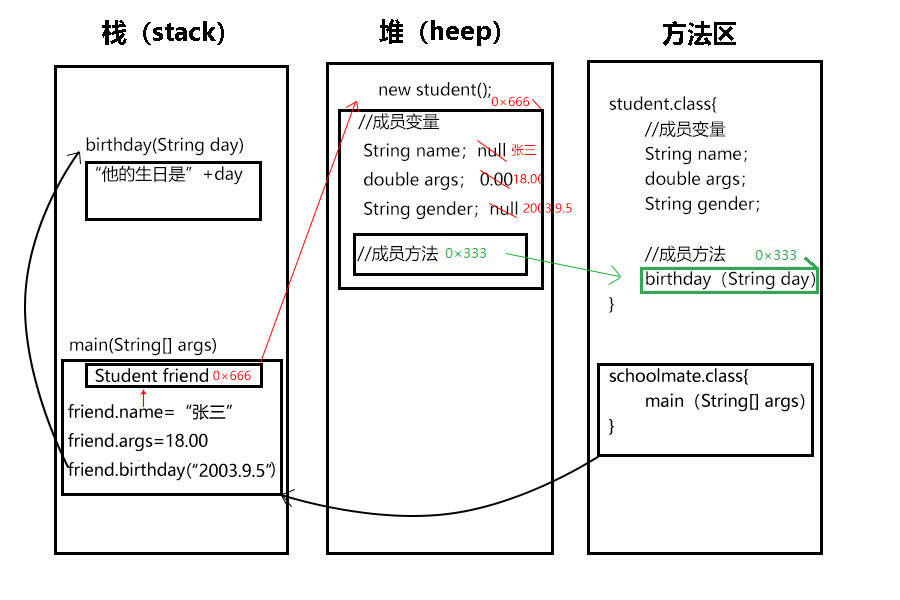 栈（stack）
birthday(String day)
“他的生日是”+day
main(String[] args)
Student friend 0×666
friend.name=“张三”
friend.args=18.00
friend.birthday(“2003.9.5”)
堆（heep）
new student();
0×666
//成员变量
String name；null 张三
double args； 0.00 18.00
String gender；null 2003.9.5
//成员方法 0×333
方法区
student.class{
//成员变量
String name；
double args；
String gender；
//成员方法 0×333
birthday（String day）
}
schoolmate.class{
main（String[] args）
}